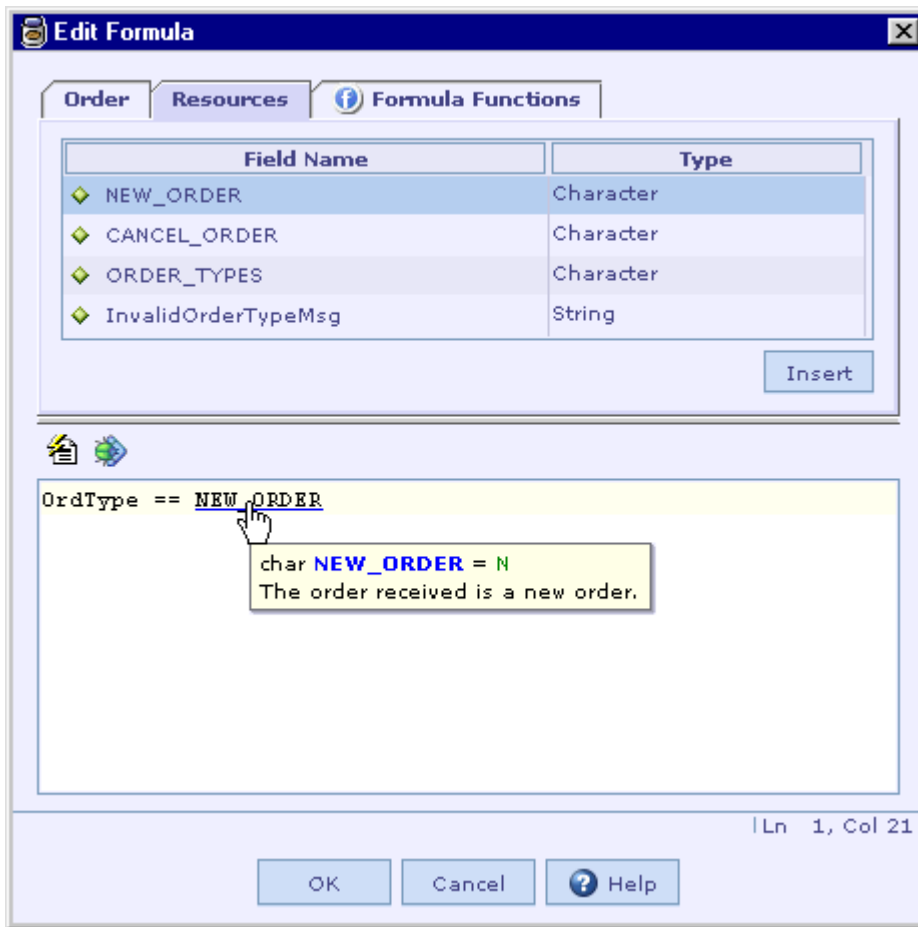 Edit Formula
Order Resources Formula Functions
Field Name Type
NEW_ORDER Character
CANCEL_ORDER Character
ORDER_TYPES Character
InvalidOrderTypeMsg String
Insert
OrdType == NEW_ORDER
char NEW_ORDER = N
The order received is a new order.
Ln 1, Col 21
OK Cancel Help